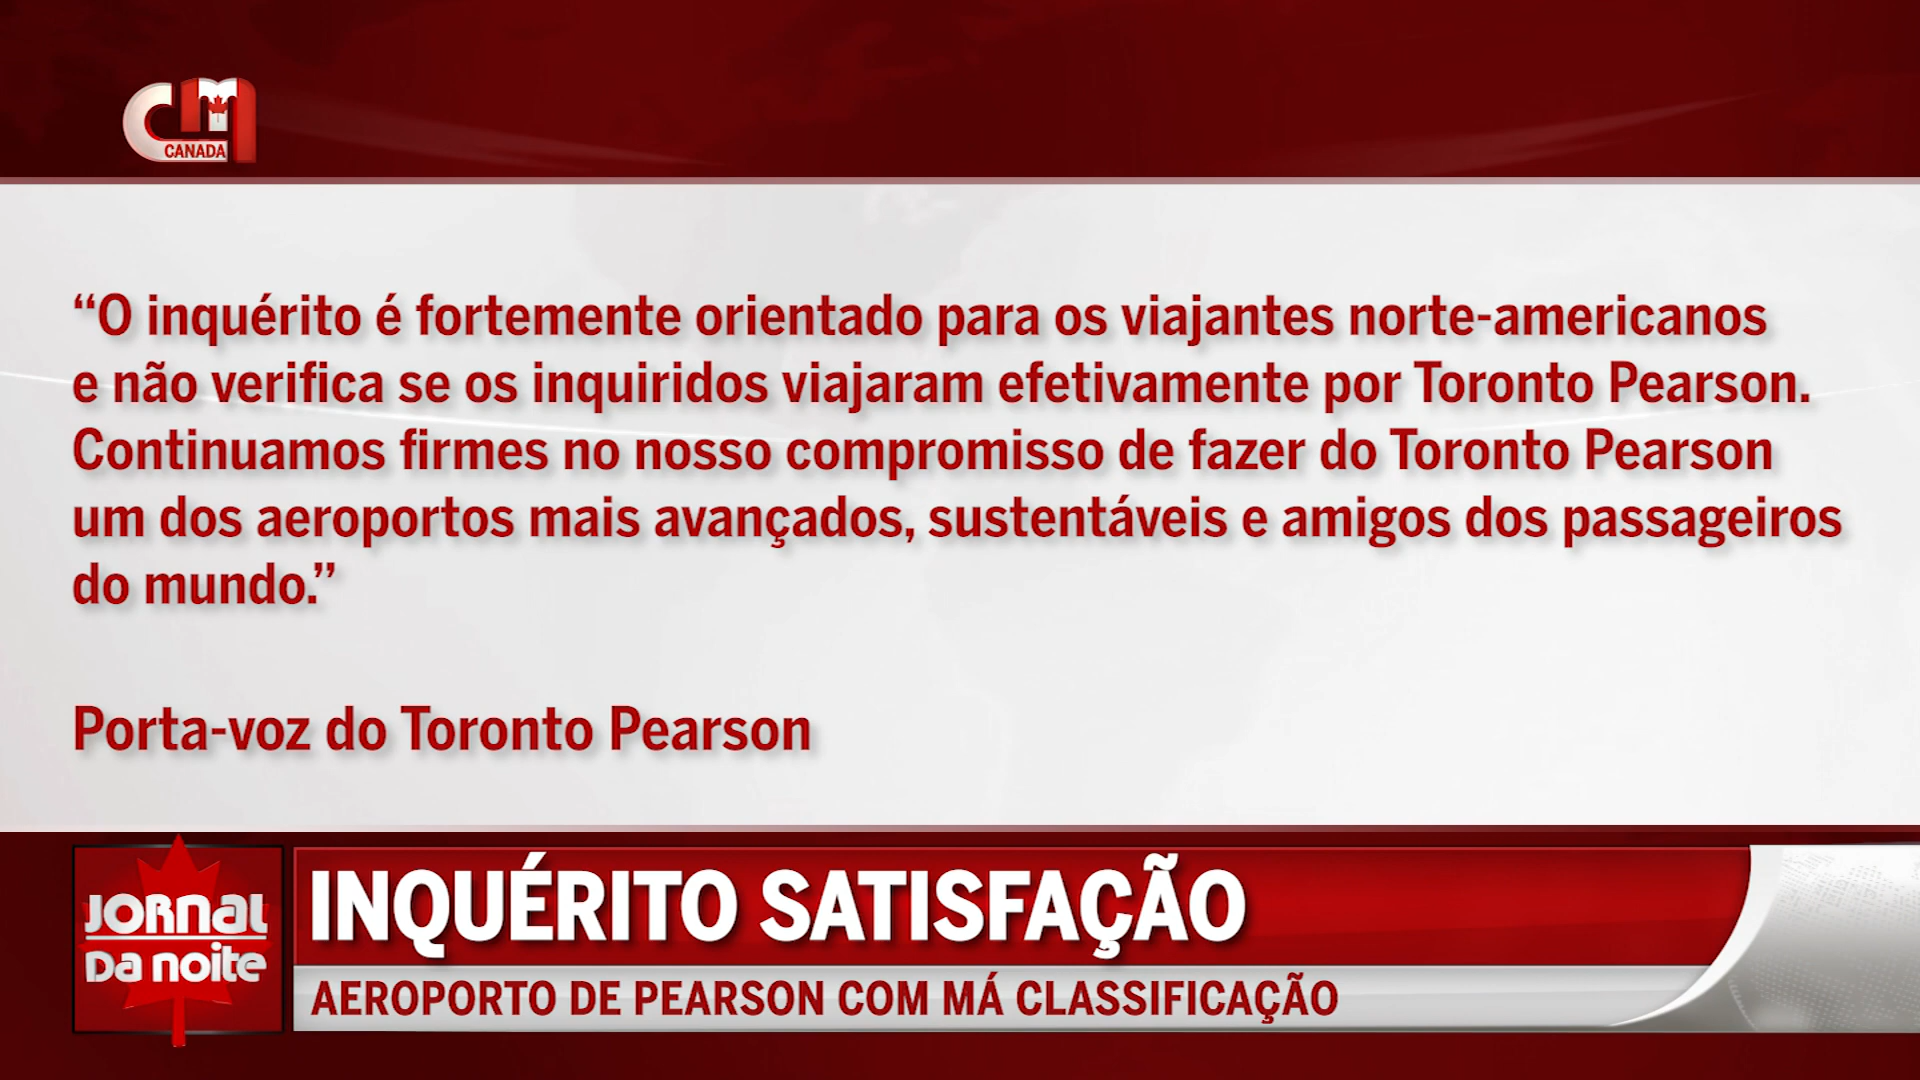 CM
CANADA
“O inquérito é fortemente orientado para os viajantes norte-americanos
e não verifica se os inquiridos viajaram efetivamente por Toronto Pearson.
Continuamos firmes no nosso compromisso de fazer do Toronto Pearson
um dos aeroportos mais avançados, sustentáveis e amigos dos passageiros
do mundo.”
Porta-voz do Toronto Pearson
JORNAL
DA NOITE
INQUÉRITO SATISFAÇÃO
AEROPORTO DE PEARSON COM MÁ CLASSIFICAÇÃO